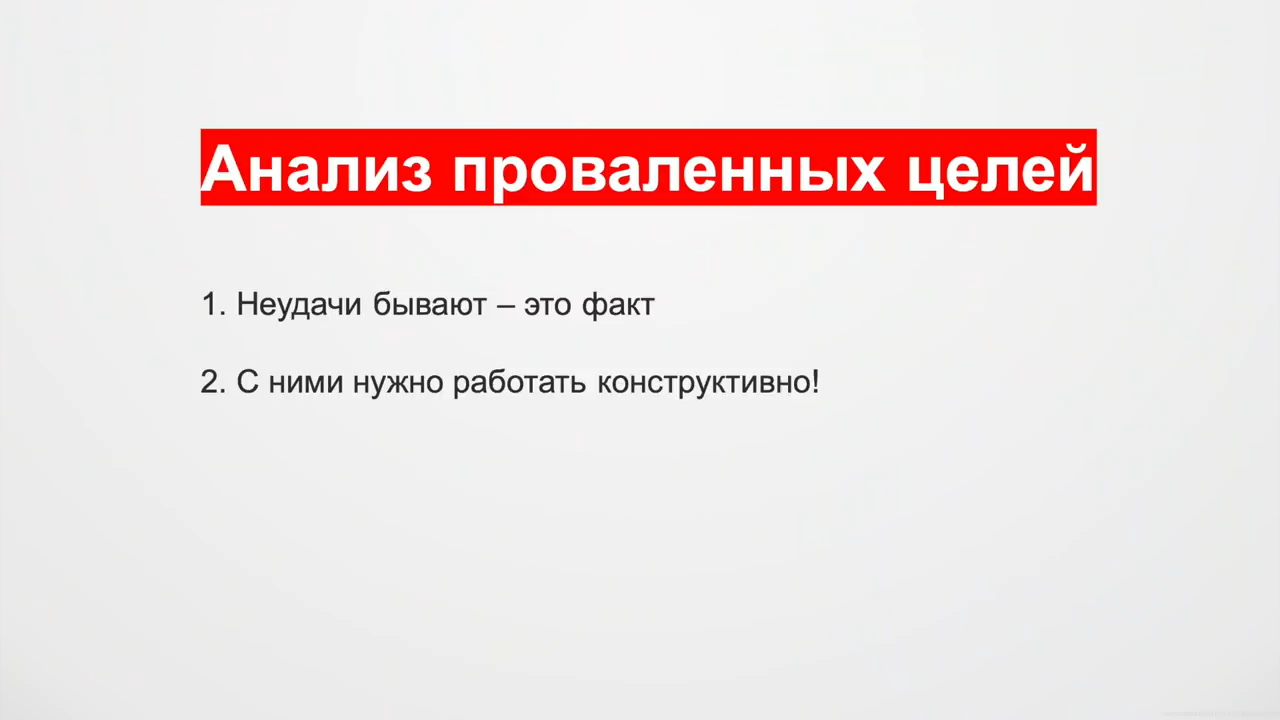 Анализ проваленных целей
1. Неудачи бывают – это факт
2. С ними нужно работать конструктивно!